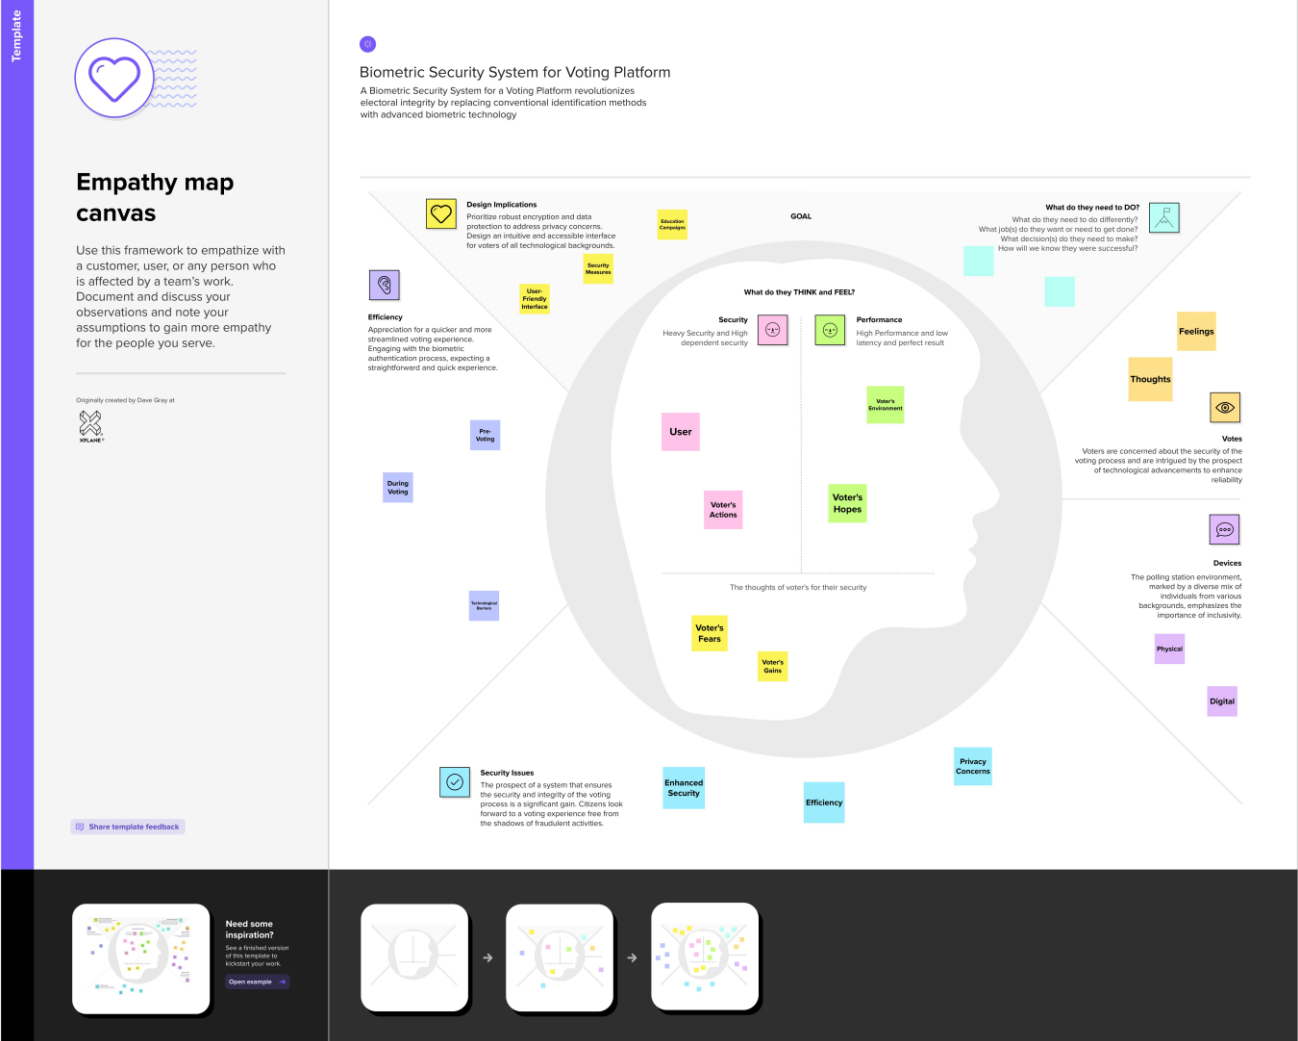 Template
Empathy map
canvas
Use this framework to empathize with
a customer, user, or any person who
is affected by a team's work.
Document and discuss your
observations and note your
assumptions to gain more empathy
for the people you serve.
Originally created by Dave Gray at
XPLANE
Share template feedback
Biometric Security System for Voting Platform
A Biometric Security System for a Voting Platform revolutionizes
electoral integrity by replacing conventional identification methods
with advanced biometric technology
Design Implications
Prioritize robust encryption and data
protection to address privacy concerns.
Design an intuitive and accessible interface
for voters of all technological backgrounds.
Education
Campaigns
Security
Measures
User-
Friendly
Interface
GOAL
What do they need to DO?
What do they need to do differently?
What job(s) do they want or need to get done?
What decision(s) do they need to make?
How will we know they were successful?
Efficiency
Appreciation for a quicker and more
streamlined voting experience.
Engaging with the biometric
authentication process, expecting a
straightforward and quick experience.
Pre-
Voting
During
Voting
Technological
Barriers
What do they THINK and FEEL?
Security
Heavy Security and High
dependent security
Performance
High Performance and low
latency and perfect result
User
Voter's
Actions
Voter's
Environment
Voter's
Hopes
The thoughts of voter's for their security
Voter's
Fears
Voter's
Gains
Feelings
Thoughts
Votes
Voters are concerned about the security of the
voting process and are intrigued by the prospect
of technological advancements to enhance
reliability
Devices
The polling station environment,
marked by a diverse mix of
individuals from various
backgrounds, emphasizes the
importance of inclusivity.
Physical
Digital
Security Issues
The prospect of a system that ensures
the security and integrity of the voting
process is a significant gain. Citizens look
forward to a voting experience free from
the shadows of fraudulent activities.
Enhanced
Security
Efficiency
Privacy
Concerns
Need some
inspiration?
See a finished version
of this template to
kickstart your work.
Open example